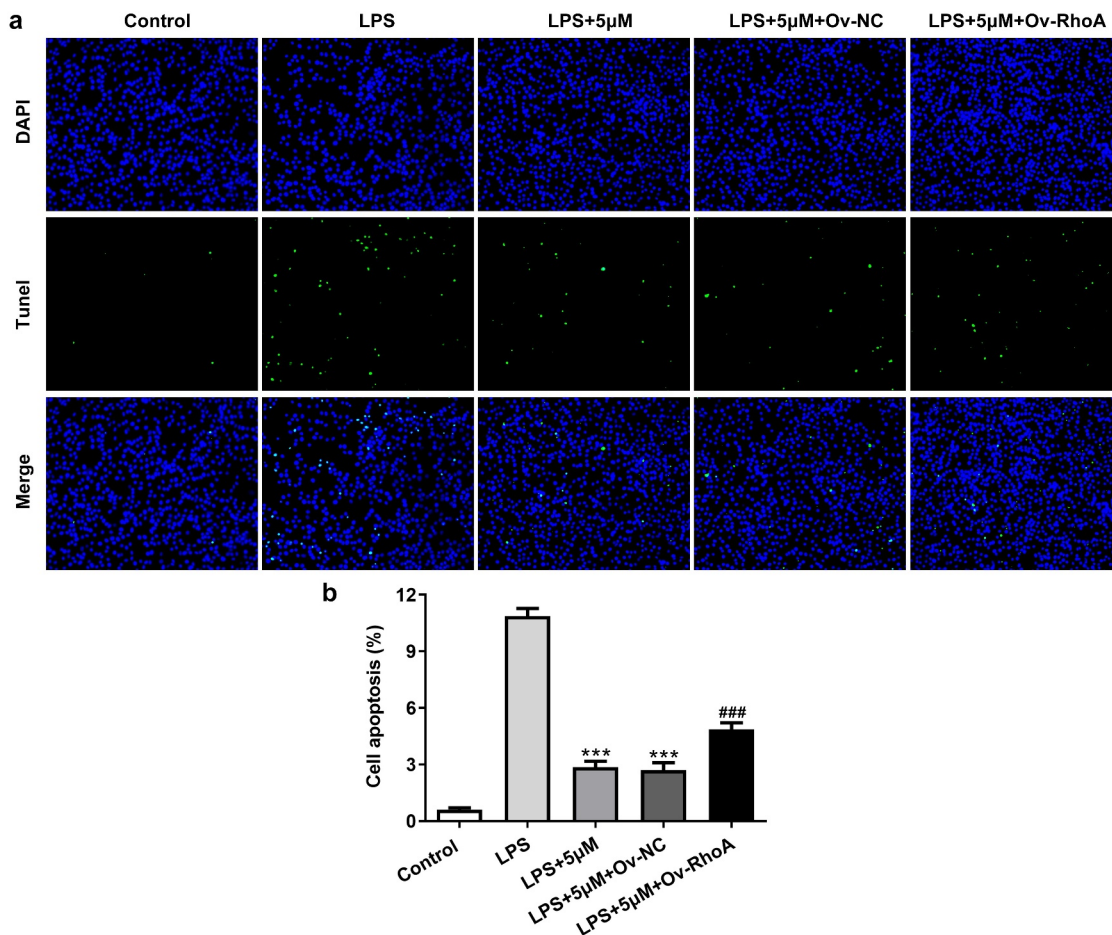 a
Control
LPS
LPS+5μM
LPS+5μM+Ov-NC
LPS+5μM+Ov-RhoA
DAPI
Tunel
Merge
b
Cell apoptosis (%)
12
9
6
3
0
***
***
###
Control
LPS
LPS+5μM
LPS+5μM+Ov-NC
LPS+5μM+Ov-RhoA